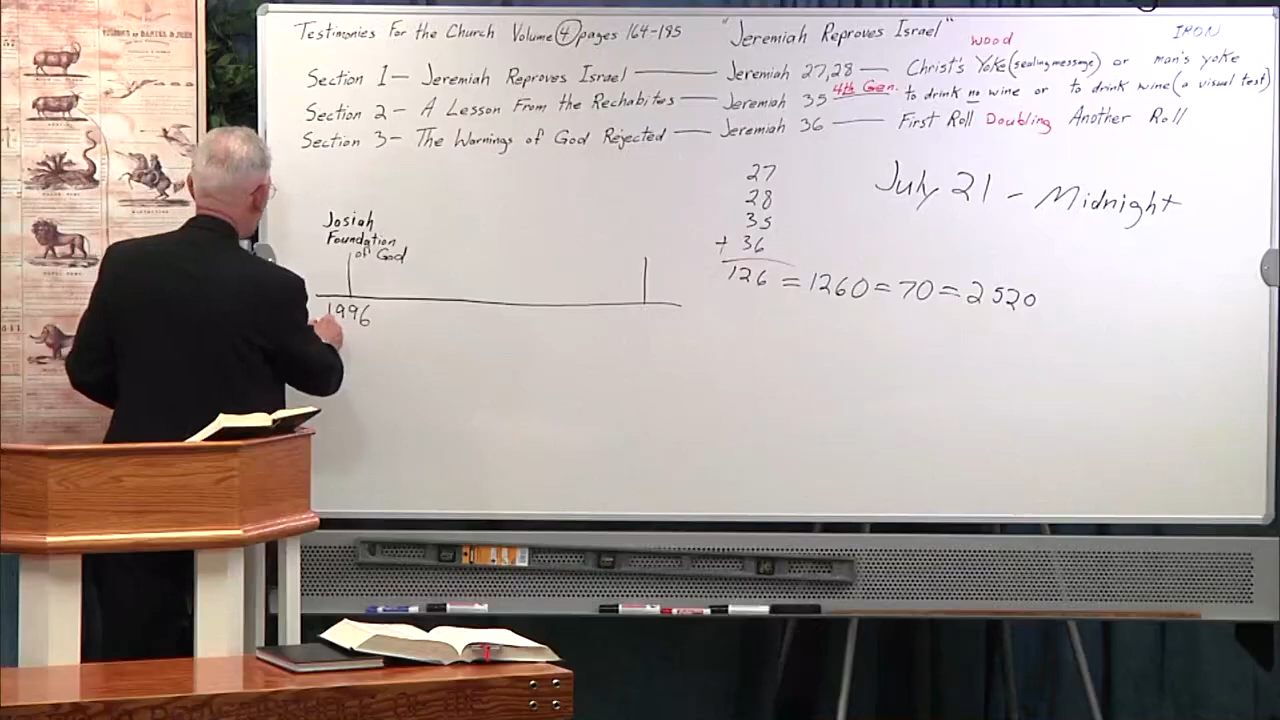 Testimonies For the Church Volume 4 pages 164-185 "Jeremiah Reproves Israel"
wood
IRON
Section 1- Jeremiah Reproves Israel — Jeremiah 27,28 — Christ's Yoke (sealing message) or man's yoke
4th Gen.
Section 2- A Lesson From the Rechabites — Jeremiah 35 — to drink no wine or to drink wine (a visual test)
Section 3- The Warnings of God Rejected — Jeremiah 36 — First Roll Doubling Another Roll
27
28
35
+ 36
126 = 1260 = 70 = 2520
July 21 - Midnight
Josiah
Foundation
of God
1996